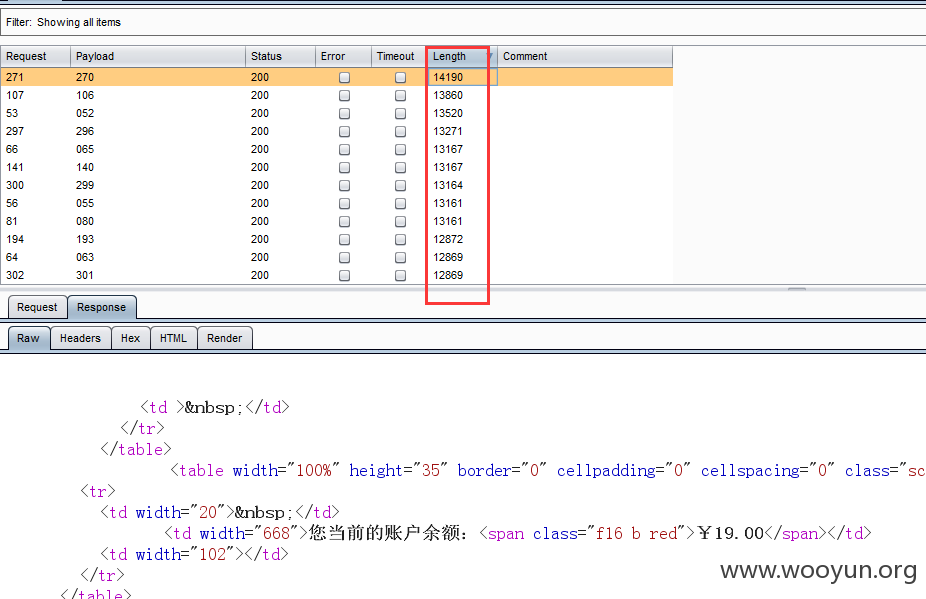 Filter: Showing all items
Request Payload Status Error Timeout Length Comment
271 270 200 14190
107 106 200 13860
53 052 200 13520
297 296 200 13271
66 065 200 13167
141 140 200 13167
300 299 200 13164
56 055 200 13161
81 080 200 13161
194 193 200 12872
64 063 200 12869
302 301 200 12869
Request Response
Raw Headers Hex HTML Render
<td >&nbsp;</td>
</tr>
</table>
<table width="100%" height="35" border="0" cellpadding="0" cellspacing="0" class="sc
<tr>
<td width="20">&nbsp;</td>
<td width="668">您当前的账户余额：<span class="f16 b red">￥19.00</span></td>
<td width="102"></td>
</tr>
</table>
www.wooyun.org